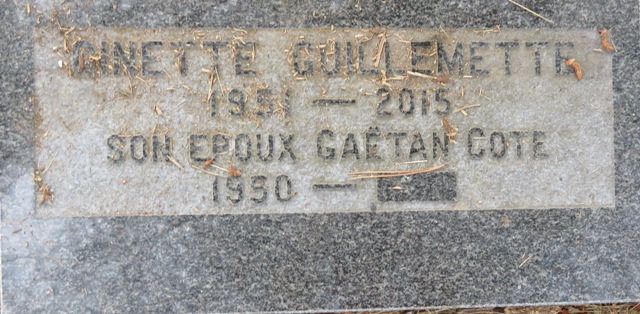 GINETTE GUILLEMETTE
1951 — 2015
SON EPOUX GAËTAN COTE
1950 —